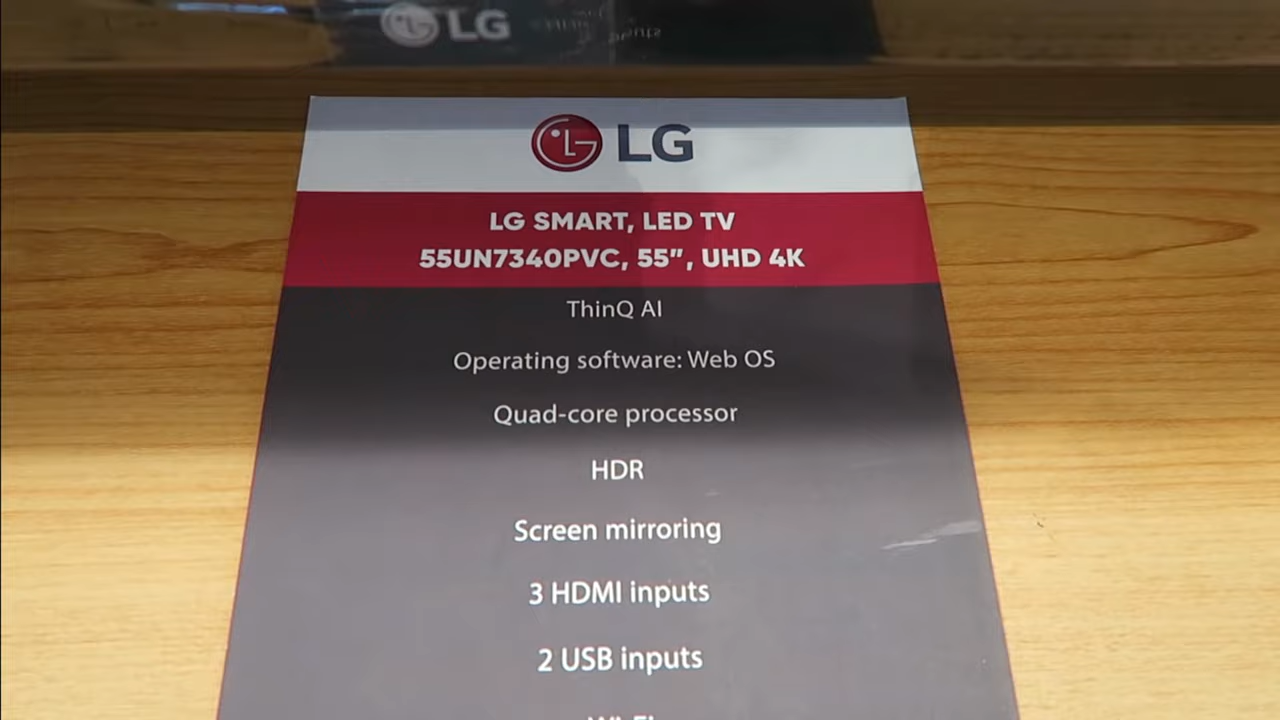 LG
LG
LG SMART, LED TV
55UN7340PVC, 55", UHD 4K
ThinQ AI
Operating software: Web OS
Quad-core processor
HDR
Screen mirroring
3 HDMI inputs
2 USB inputs